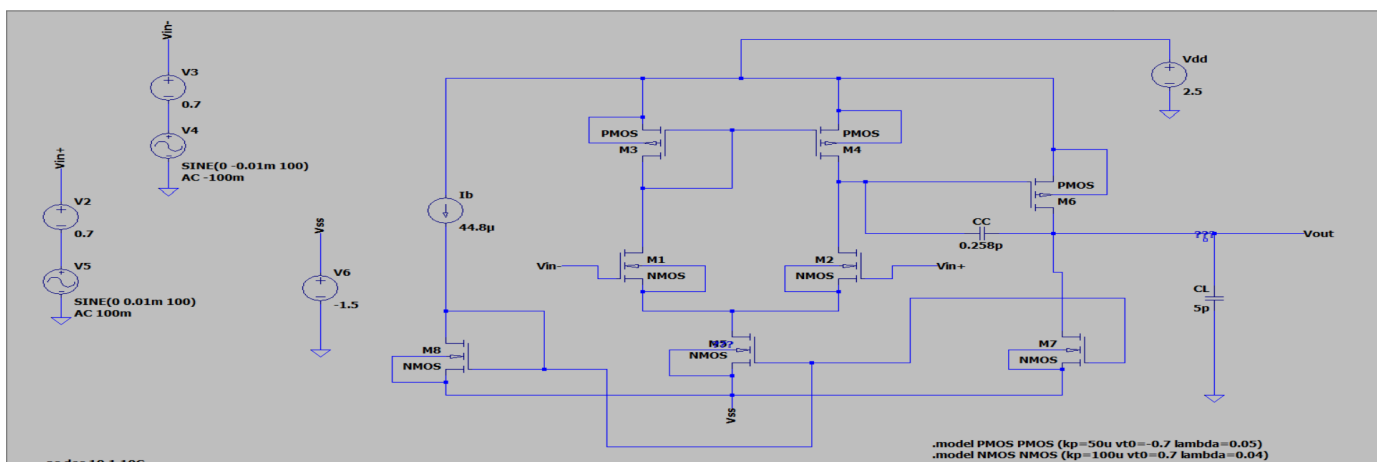 Vin-
V3
0.7
V4
SINE(0 -0.01m 100)
AC -100m
Vin+
V2
0.7
V5
SINE(0 0.01m 100)
AC 100m
Vss
V6
-1.5
Ib
44.8µ
PMOS
M3
PMOS
M4
Vdd
2.5
PMOS
M6
CC
0.258p
???
Vout
Vin-
M1
NMOS
M2
NMOS
Vin+
CL
5p
M8
NMOS
NMOS
M7
NMOS
Vss
.model PMOS PMOS (kp=50u vt0=-0.7 lambda=0.05)
.model NMOS NMOS (kp=100u vt0=0.7 lambda=0.04)